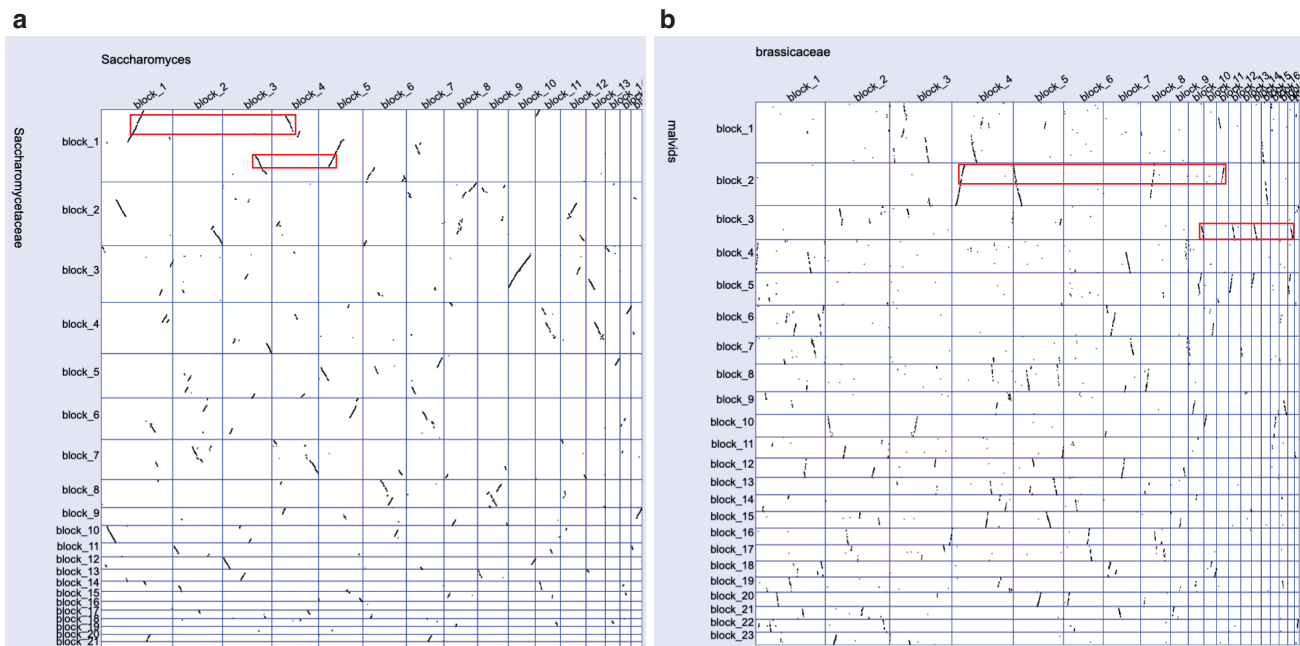 a
Saccharomyces
block_1
block_2
block_3
block_4
block_5
block_6
block_7
block_8
block_9
block_10
block_11
block_12
block_13
Saccharomycetaceae
block_1
block_2
block_3
block_4
block_5
block_6
block_7
block_8
block_9
block_10
block_11
block_12
block_13
block_14
block_15
block_16
block_17
block_18
block_19
block_20
block_21
b
brassicaceae
block_1
block_2
block_3
block_4
block_5
block_6
block_7
block_8
block_9
block_10
block_11
block_12
block_13
malvids
block_1
block_2
block_3
block_4
block_5
block_6
block_7
block_8
block_9
block_10
block_11
block_12
block_13
block_14
block_15
block_16
block_17
block_18
block_19
block_20
block_21
block_22
block_23